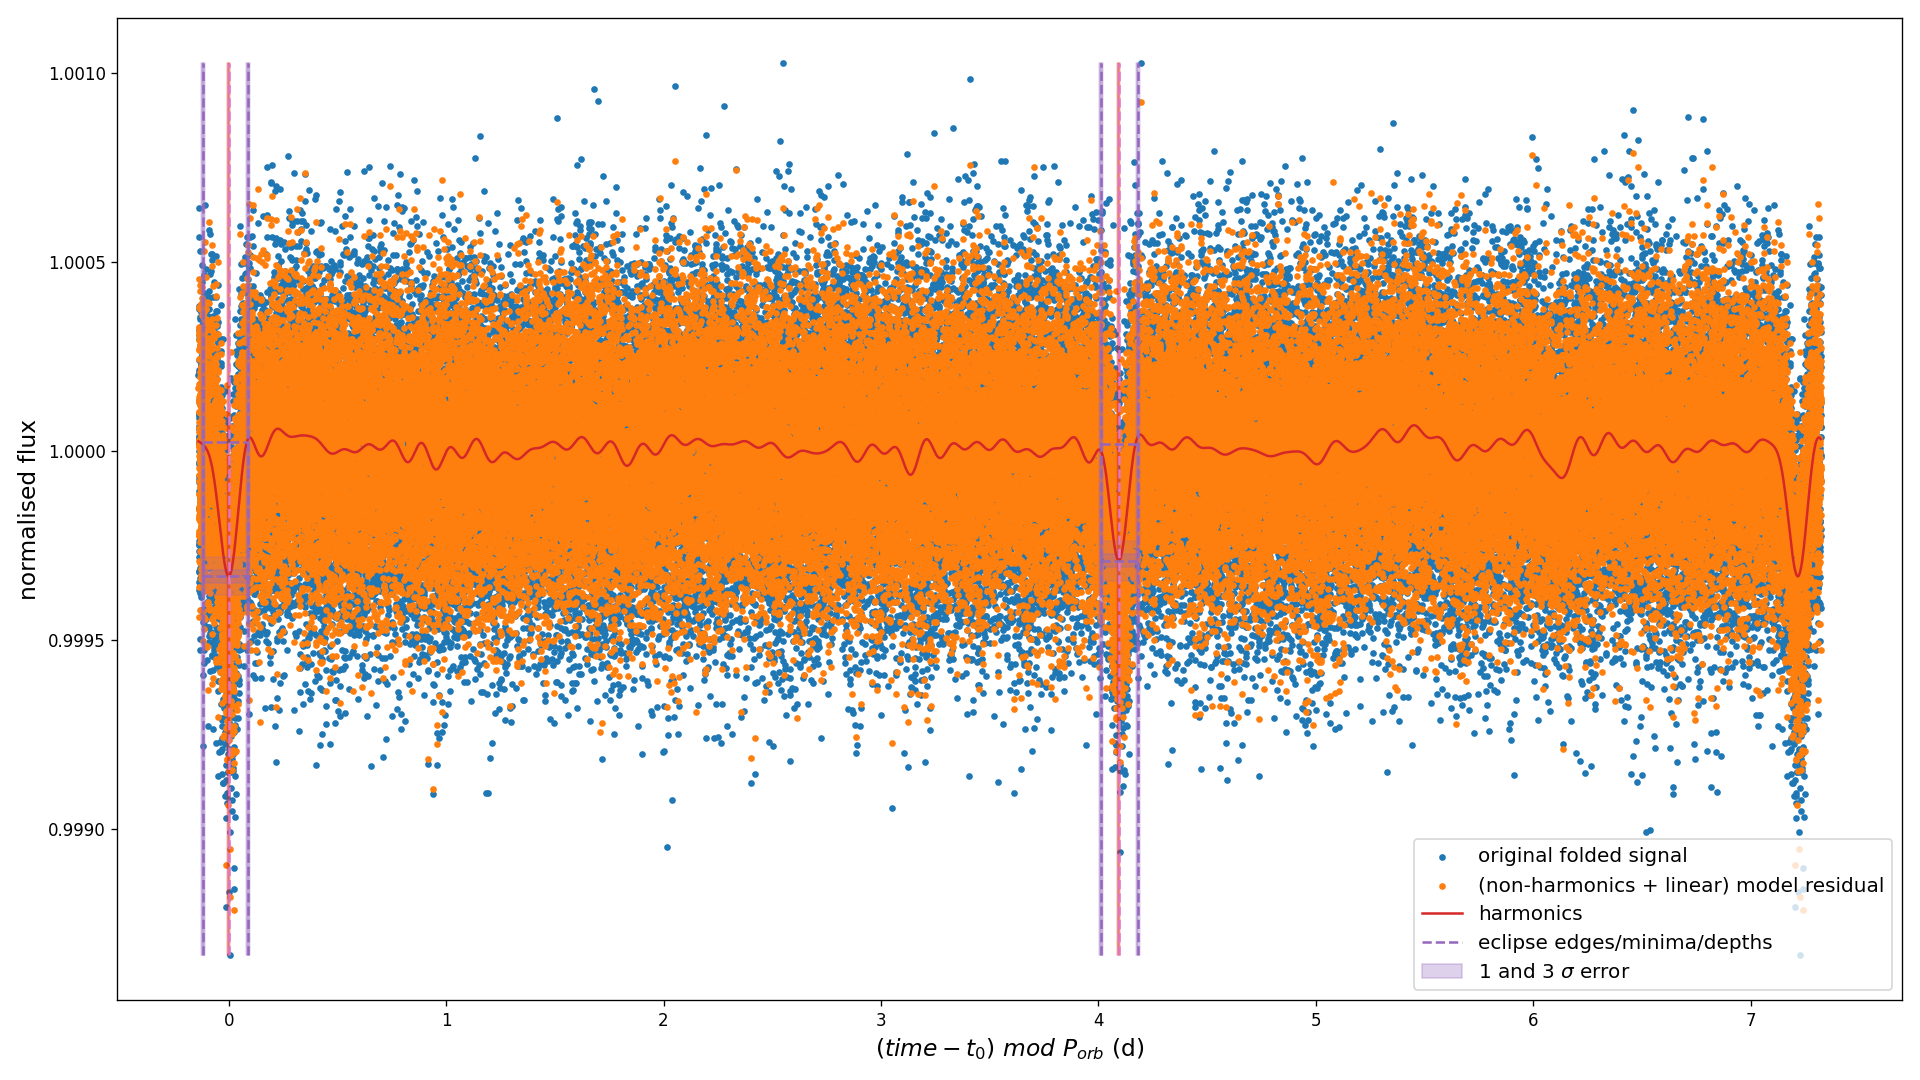 1.0010
1.0005
1.0000
0.9995
0.9990
normalised flux
0 1 2 3 4 5 6 7
(time − t₀) mod P_orb (d)
original folded signal
(non-harmonics + linear) model residual
harmonics
eclipse edges/minima/depths
1 and 3 σ error